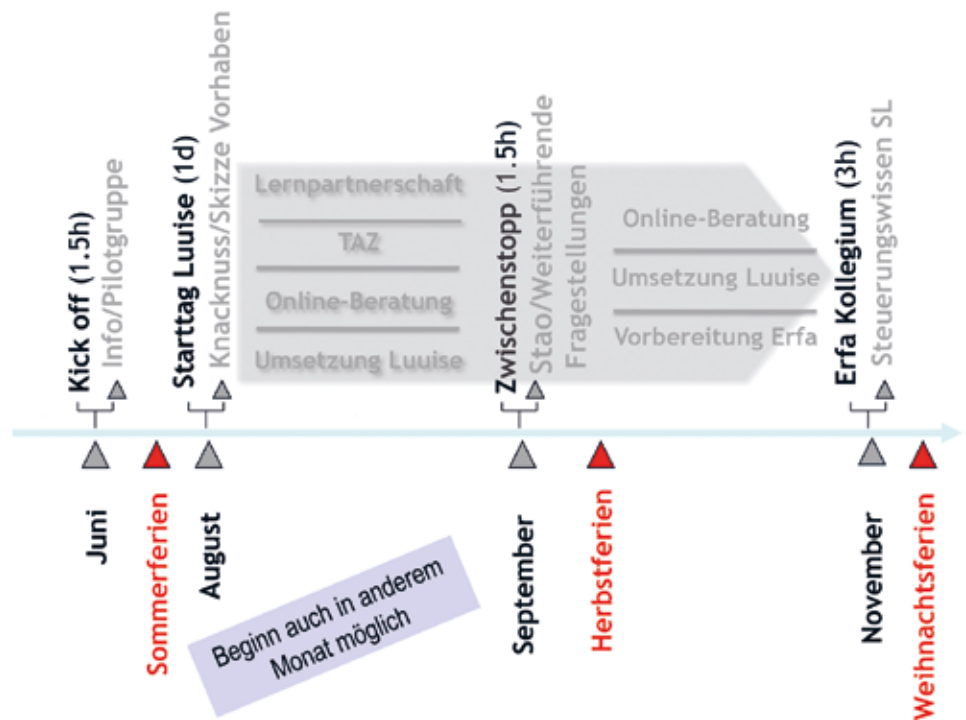 Kick off (1.5h)
Info/Pilotgruppe
Starttag Luuise (1d)
Knacknuss/Skizze Vorhaben
Lernpartnerschaft
TAZ
Online-Beratung
Umsetzung Luuise
Zwischenstopp (1.5h)
Stao/Weiterführende
Fragestellungen
Online-Beratung
Umsetzung Luuise
Vorbereitung Erfa
Erfa Kollegium (3h)
Steuerungswissen SL
Juni
Sommerferien
August
September
Herbstferien
November
Weihnachtsferien
Beginn auch in anderem
Monat möglich